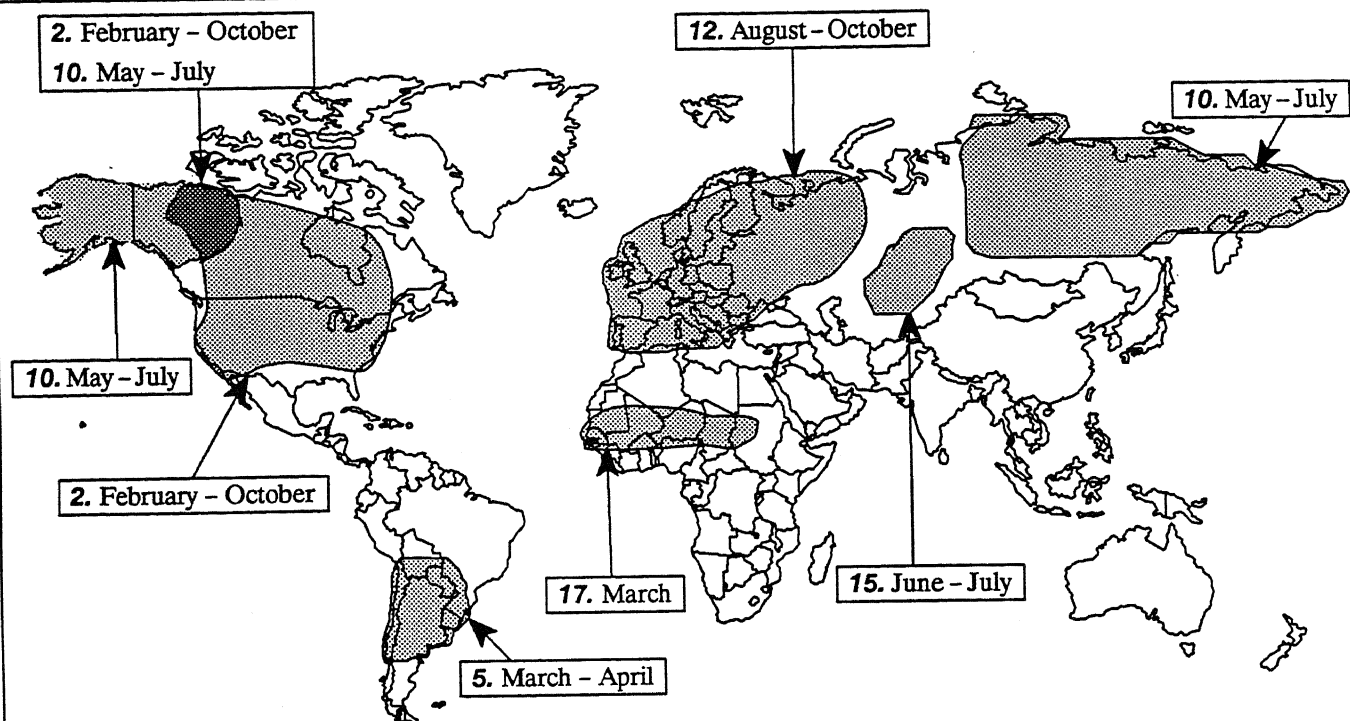 2. February – October
10. May – July
12. August – October
10. May – July
10. May – July
2. February – October
17. March
15. June – July
5. March – April